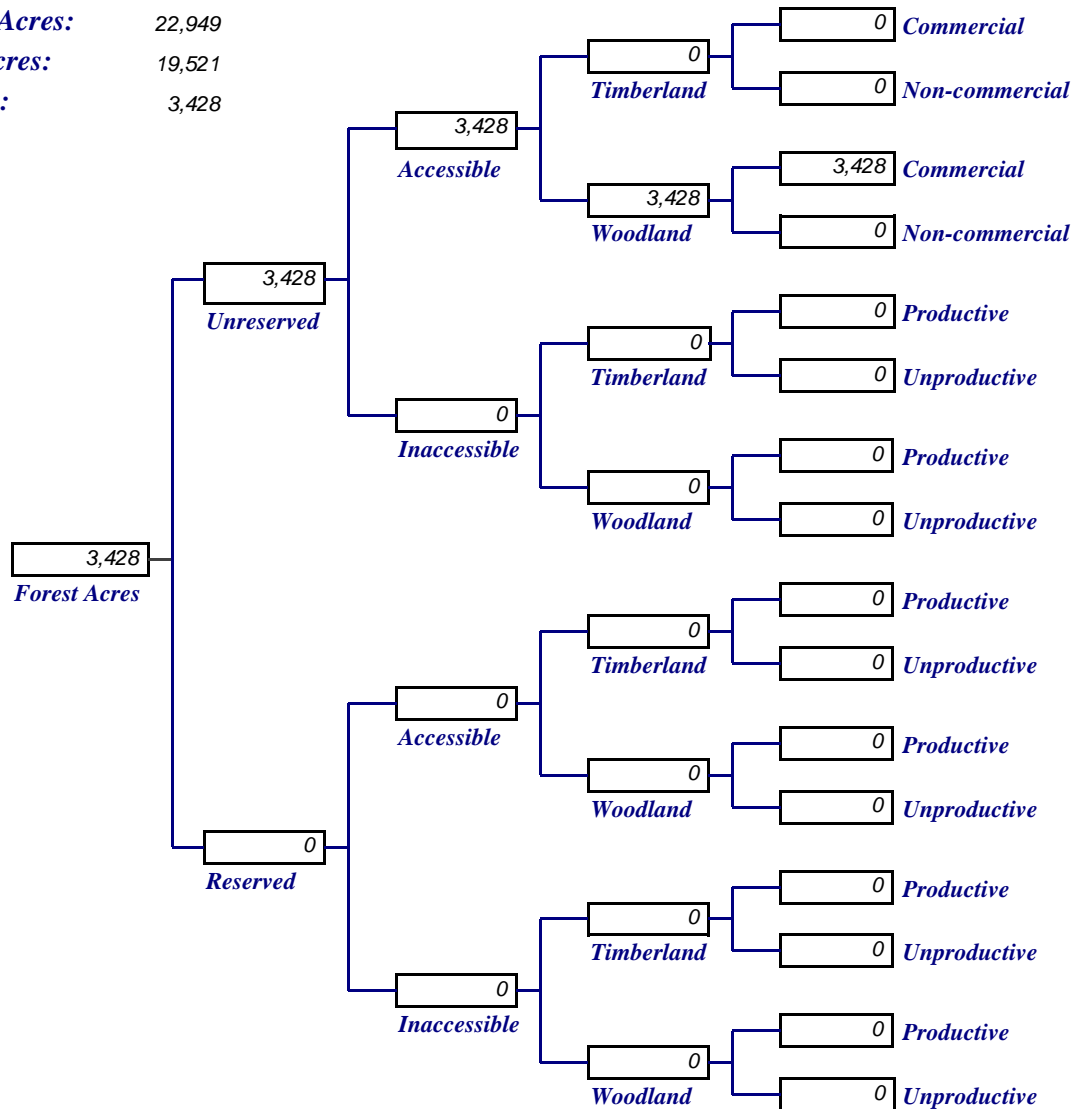 Acres: 22,949
cres: 19,521
: 3,428
0 Commercial
0 Timberland
0 Non-commercial
3,428 Accessible
3,428 Commercial
3,428 Woodland
0 Non-commercial
3,428 Unreserved
0 Productive
0 Timberland
0 Unproductive
0 Inaccessible
0 Productive
0 Woodland
0 Unproductive
3,428 Forest Acres
0 Productive
0 Timberland
0 Unproductive
0 Accessible
0 Productive
0 Woodland
0 Unproductive
0 Reserved
0 Productive
0 Timberland
0 Unproductive
0 Inaccessible
0 Productive
0 Woodland
0 Unproductive